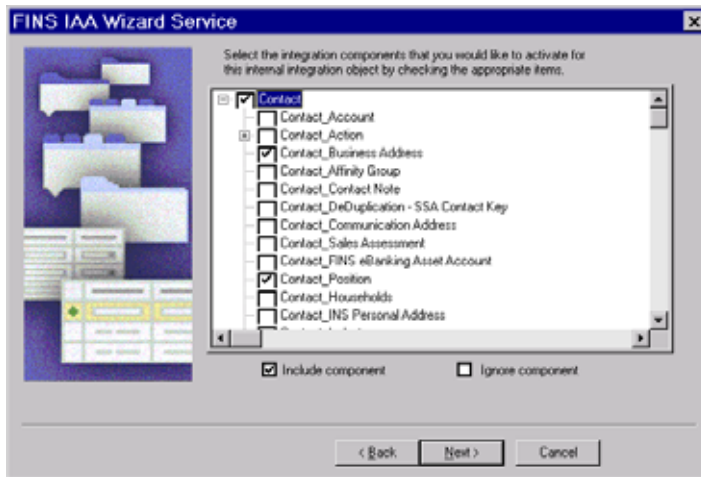 FINS IAA Wizard Service
Select the integration components that you would like to activate for
this internal integration object by checking the appropriate items.
Contact
Contact_Account
Contact_Action
Contact_Business Address
Contact_Affinity Group
Contact_Contact Note
Contact_DeDuplication - SSA Contact Key
Contact_Communication Address
Contact_Sales Assessment
Contact_FINS eBanking Asset Account
Contact_Position
Contact_Households
Contact_INS Personal Address
Include component
Ignore component
< Back
Next >
Cancel